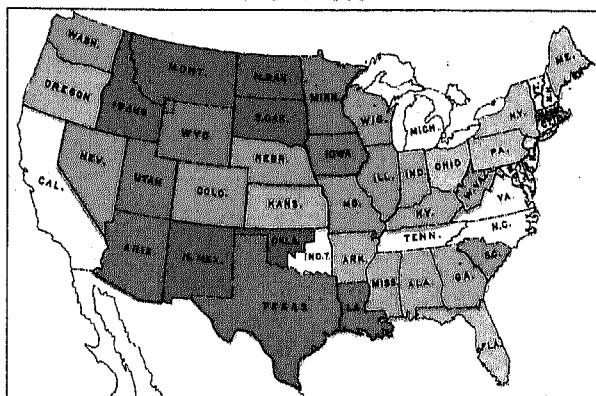 WASH.
MONT.
N.DAK.
MINN.
ME.
OREGON
IDAHO
S.DAK.
WIS.
MICH.
N.Y.
WYO.
IOWA
PA.
NEV.
NEBR.
OHIO
ILL.
IND.
CAL.
UTAH
COLO.
KANS.
MO.
KY.
W.VA.
VA.
TENN.
N.C.
ARIZ.
N.MEX.
OKLA.
IND.T.
ARK.
S.C.
MISS.
ALA.
GA.
TEXAS
LA.
FLA.